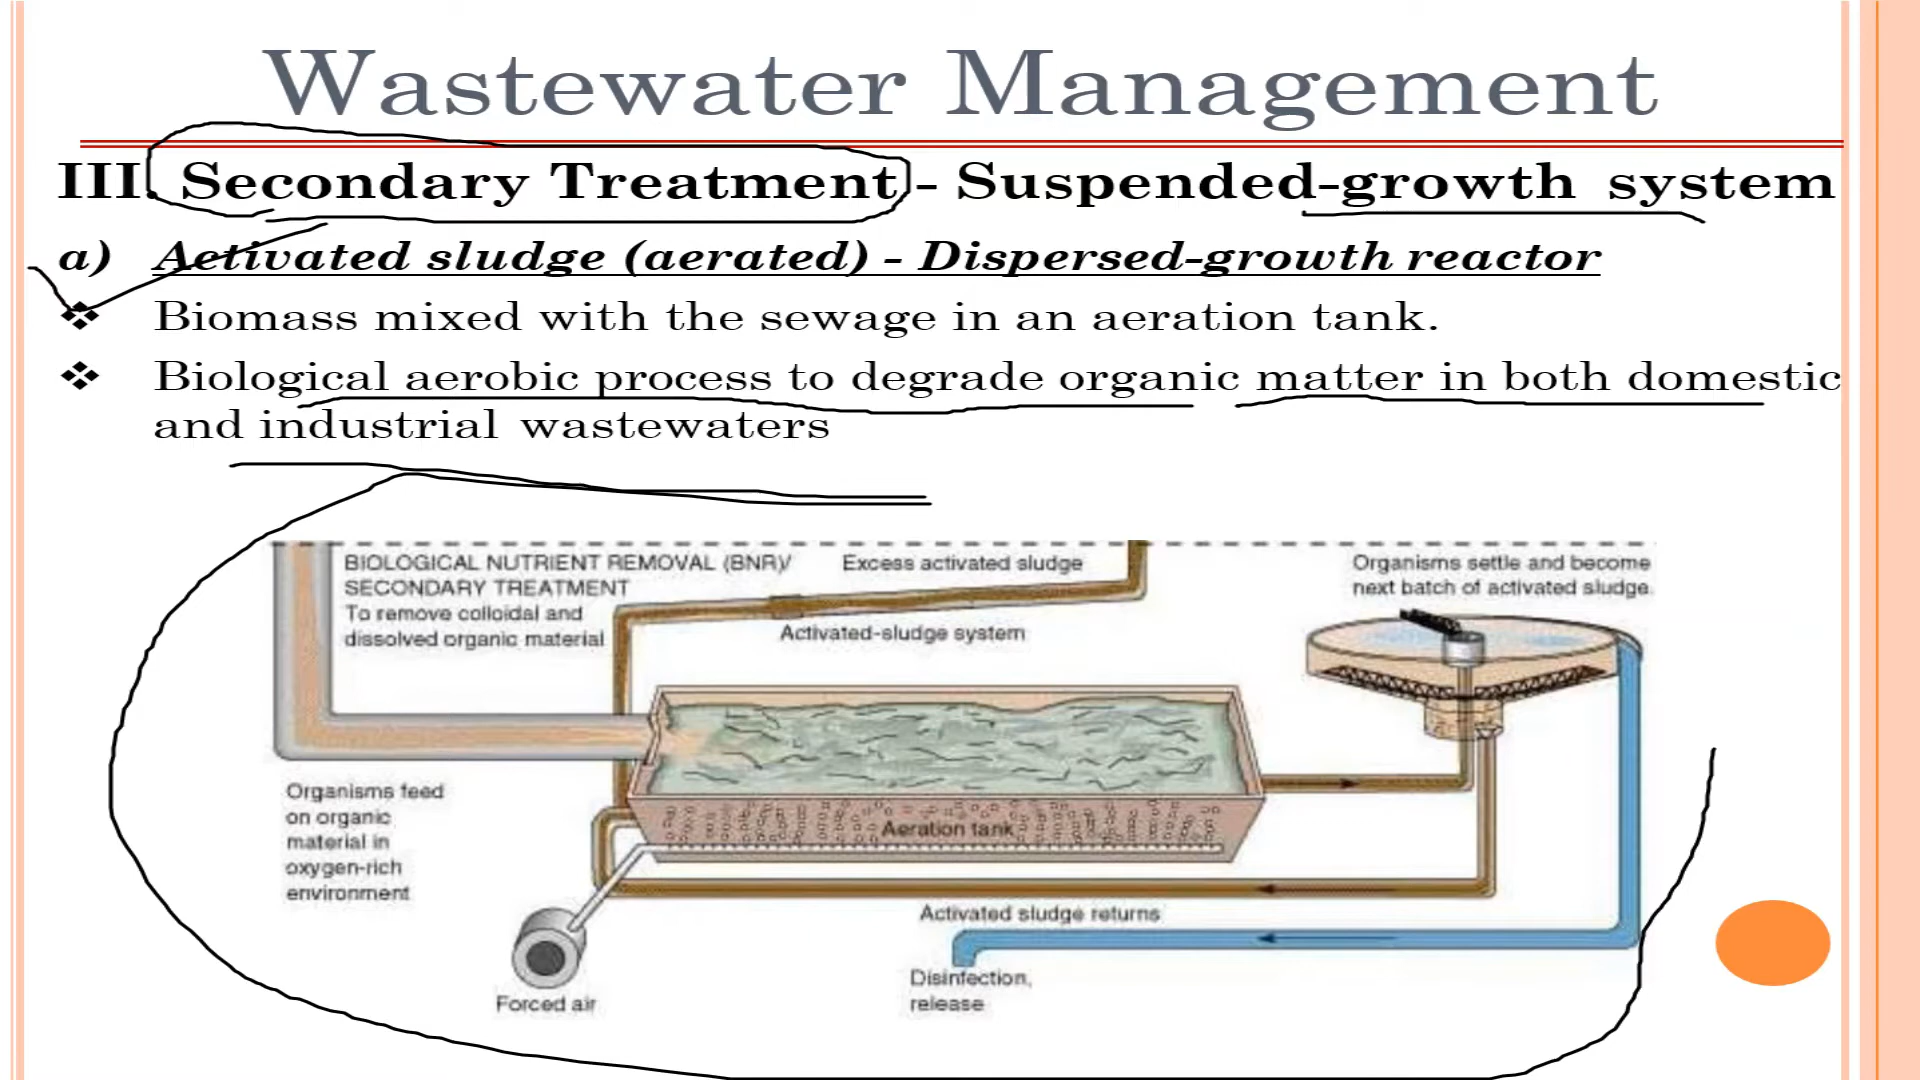 Wastewater Management
III. Secondary Treatment - Suspended-growth system
a) Activated sludge (aerated) - Dispersed-growth reactor
❖ Biomass mixed with the sewage in an aeration tank.
❖ Biological aerobic process to degrade organic matter in both domestic
and industrial wastewaters
BIOLOGICAL NUTRIENT REMOVAL (BNR)/
SECONDARY TREATMENT
To remove colloidal and
dissolved organic material
Excess activated sludge
Activated-sludge system
Organisms settle and become
next batch of activated sludge.
Organisms feed
on organic
material in
oxygen-rich
environment
Aeration tank
Activated sludge returns
Forced air
Disinfection,
release